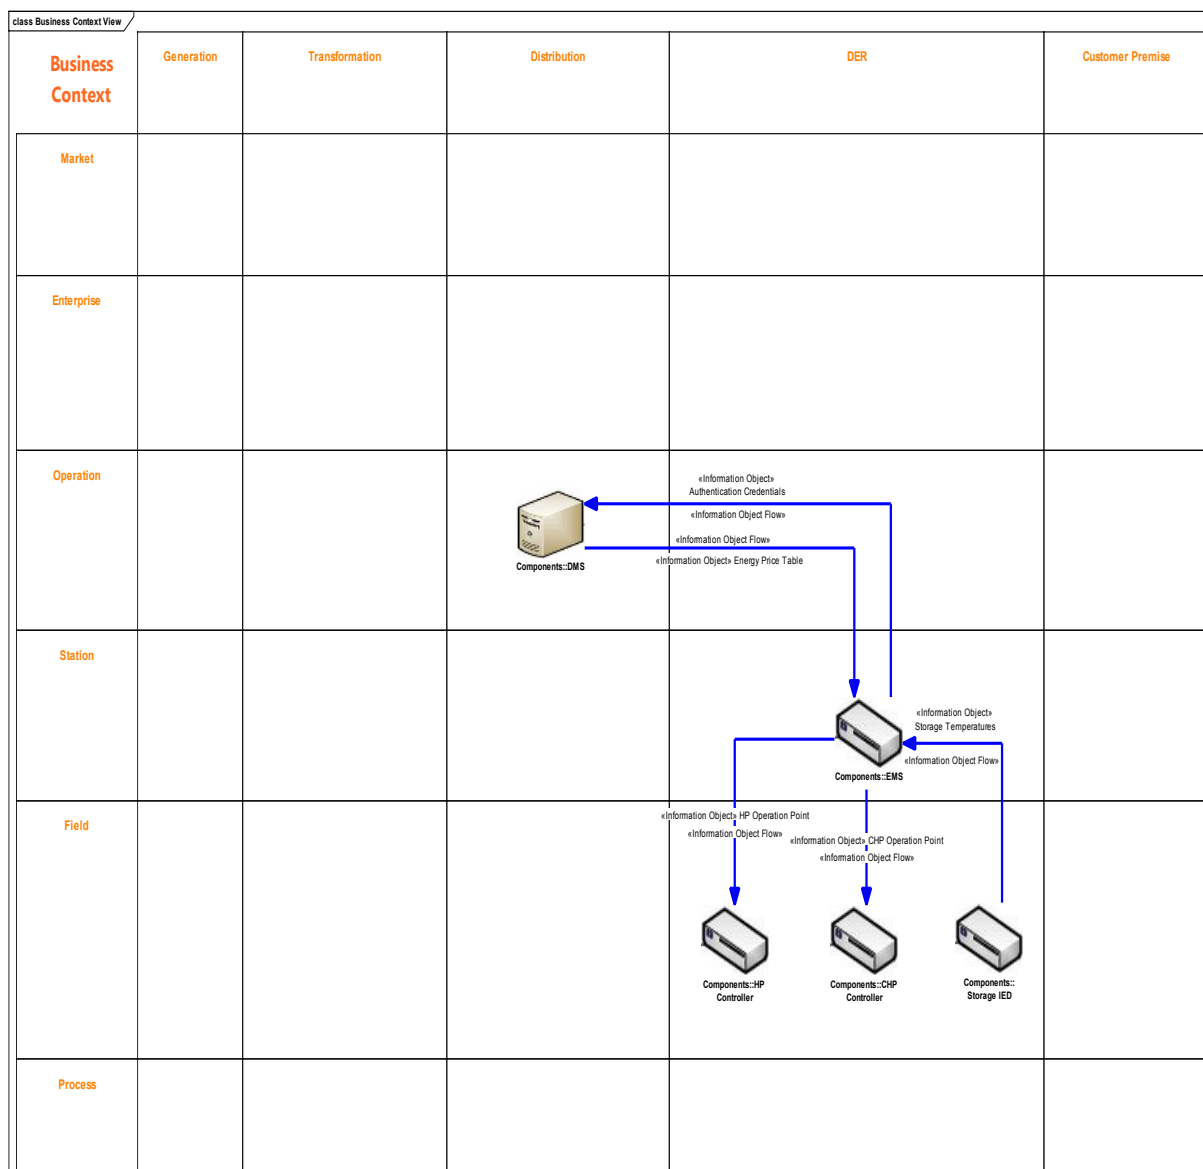 class Business Context View
Business
Context
Generation
Transformation
Distribution
DER
Customer Premise
Market
Enterprise
Operation
«Information Object»
Authentication Credentials
«Information Object Flow»
«Information Object Flow»
«Information Object» Energy Price Table
Components::DMS
Station
«Information Object»
Storage Temperatures
«Information Object Flow»
Components::EMS
Field
«Information Object» HP Operation Point
«Information Object Flow»
«Information Object» CHP Operation Point
«Information Object Flow»
Components::HP
Controller
Components::CHP
Controller
Components::
Storage IED
Process